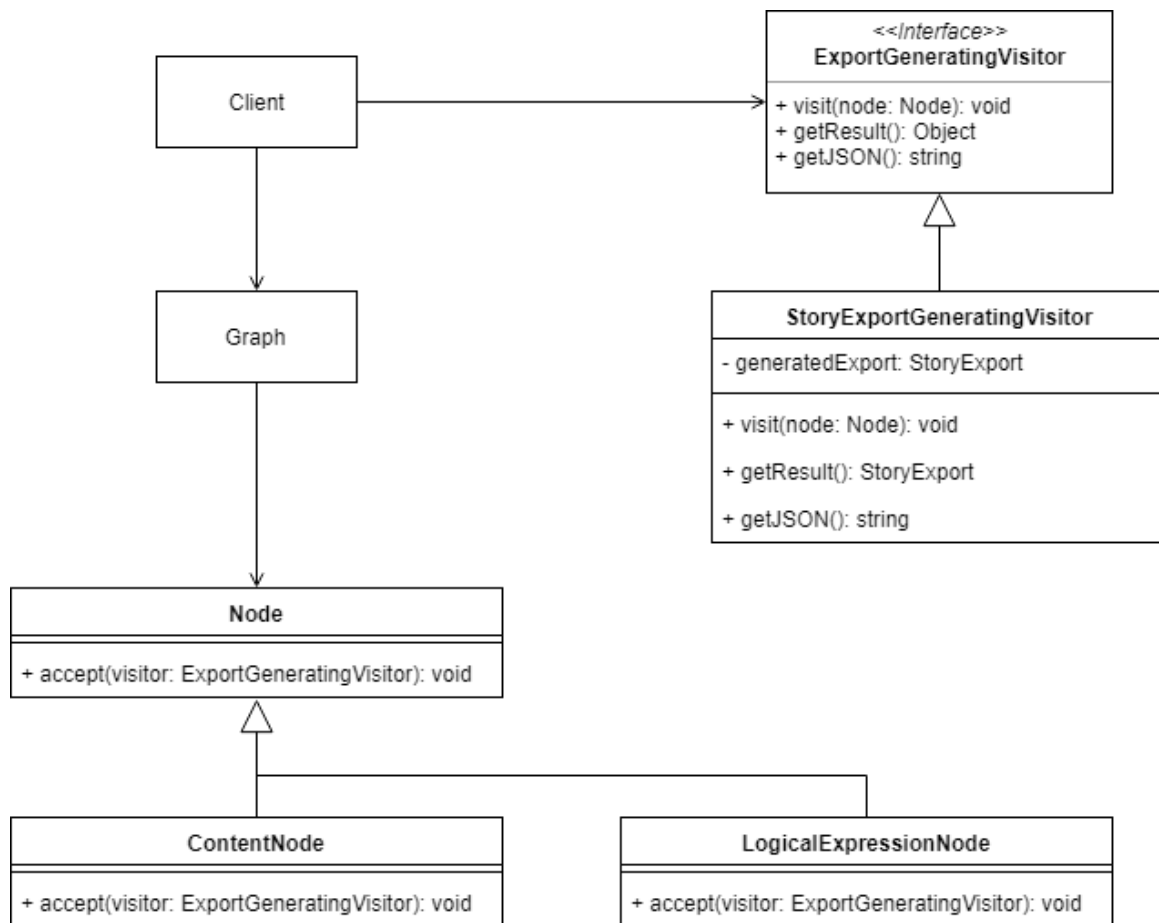 <<Interface>>
ExportGeneratingVisitor
+ visit(node: Node): void
+ getResult(): Object
+ getJSON(): string
Client
Graph
StoryExportGeneratingVisitor
- generatedExport: StoryExport
+ visit(node: Node): void
+ getResult(): StoryExport
+ getJSON(): string
Node
+ accept(visitor: ExportGeneratingVisitor): void
ContentNode
+ accept(visitor: ExportGeneratingVisitor): void
LogicalExpressionNode
+ accept(visitor: ExportGeneratingVisitor): void